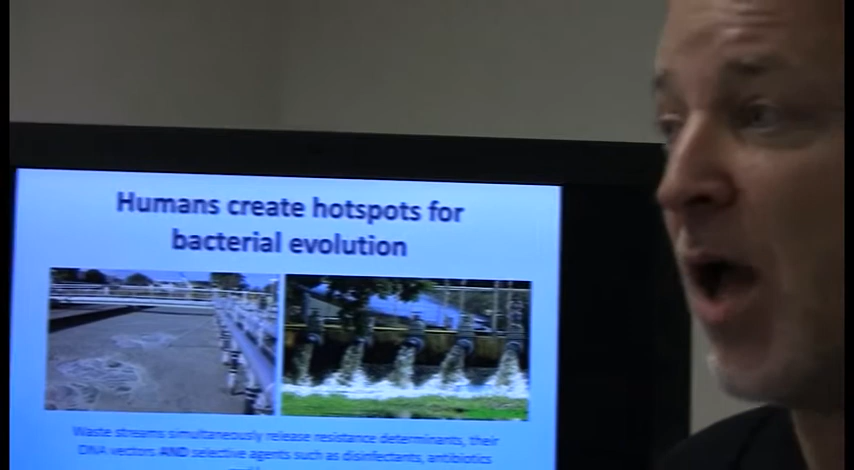 Humans create hotspots for
bacterial evolution
Waste streams simultaneously release resistance determinants, their
DNA vectors AND selective agents such as disinfectants, antibiotics